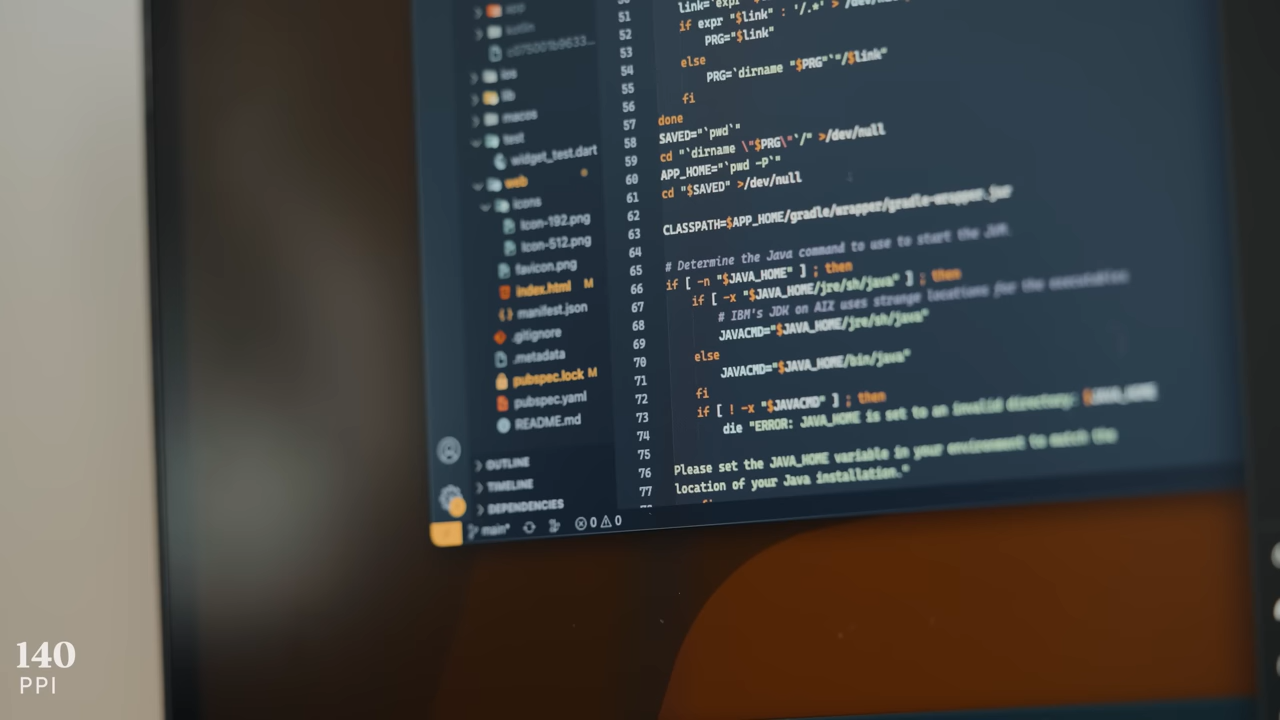 app
kotlin
ios
lib
macos
test
widget_test.dart
web
icons
Icon-192.png
Icon-512.png
favicon.png
index.html M
manifest.json
.gitignore
.metadata
pubspec.lock M
pubspec.yaml
README.md
OUTLINE
TIMELINE
DEPENDENCIES
main*
0 0
51
52 if expr "$link" : '/.*' >
53 PRG="$link"
54 else
55 PRG=`dirname "$PRG"`"/$link"
56 fi
57 done
58 SAVED="`pwd`"
59 cd "`dirname \"$PRG\"`/" >/dev/null
60 APP_HOME="`pwd -P`"
61 cd "$SAVED" >/dev/null
62
63 CLASSPATH=$APP_HOME/gradle/wrapper/gradle-wrapper.jar
64
65 # Determine the Java command to use to start the JVM.
66 if [ -n "$JAVA_HOME" ] ; then
67 if [ -x "$JAVA_HOME/jre/sh/java" ] ; then
68 # IBM's JDK on AIX uses strange locations for the executables
69 JAVACMD="$JAVA_HOME/jre/sh/java"
70 else
71 JAVACMD="$JAVA_HOME/bin/java"
72 fi
73 if [ ! -x "$JAVACMD" ] ; then
74 die "ERROR: JAVA_HOME is set to an invalid directory: $JAVA_HOME
75
76 Please set the JAVA_HOME variable in your environment to match the
77 location of your Java installation."
fi
140
PPI